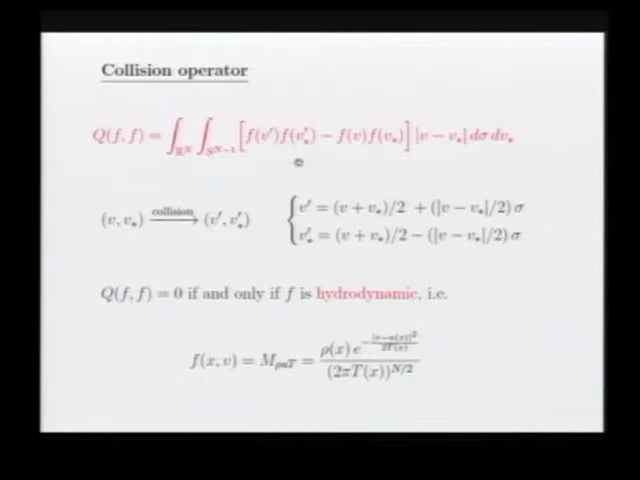 Collision operator
Q(f, f) = ∫_{ℝ^N} ∫_{S^{N−1}} [f(v′)f(v′_*) − f(v)f(v_*)] |v − v_*| dσ dv_*
(v, v_*) —collision→ (v′, v′_*)
{ v′ = (v + v_*)/2 + (|v − v_*|/2) σ
v′_* = (v + v_*)/2 − (|v − v_*|/2) σ
Q(f, f) = 0 if and only if f is hydrodynamic, i.e.
f(x, v) = M_{ρuT} = ρ(x) e^{−|v−u(x)|²/2T(x)} / (2πT(x))^{N/2}